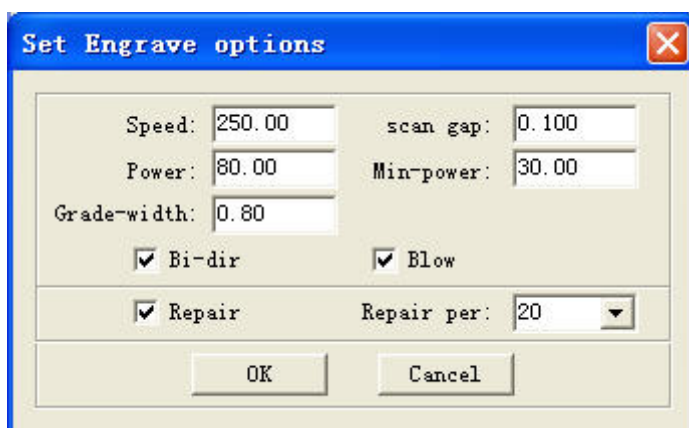 Set Engrave options
Speed: 250.00 scan gap: 0.100
Power: 80.00 Min-power: 30.00
Grade-width: 0.80
Bi-dir Blow
Repair Repair per: 20
OK Cancel